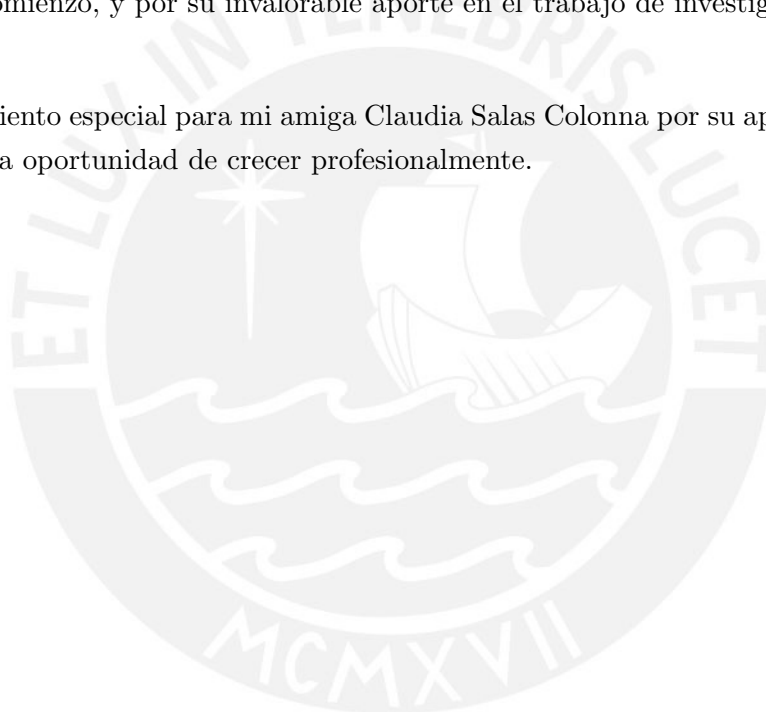 omienzo, y por su invalorable aporte en el trabajo de investig
iento especial para mi amiga Claudia Salas Colonna por su ap
a oportunidad de crecer profesionalmente.
ET LUX IN TENEBRIS LUCET
MCMXVII